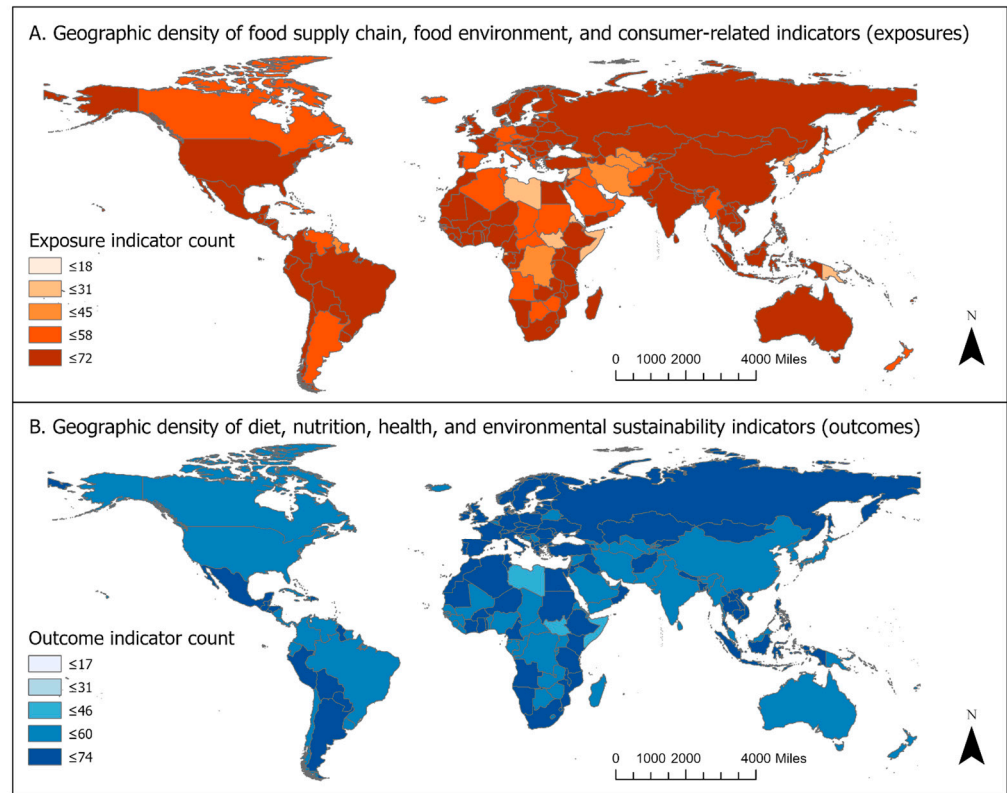 A. Geographic density of food supply chain, food environment, and consumer-related indicators (exposures)
Exposure indicator count
≤18
≤31
≤45
≤58
≤72
N
0 1000 2000 4000 Miles
B. Geographic density of diet, nutrition, health, and environmental sustainability indicators (outcomes)
Outcome indicator count
≤17
≤31
≤46
≤60
≤74
N
0 1000 2000 4000 Miles